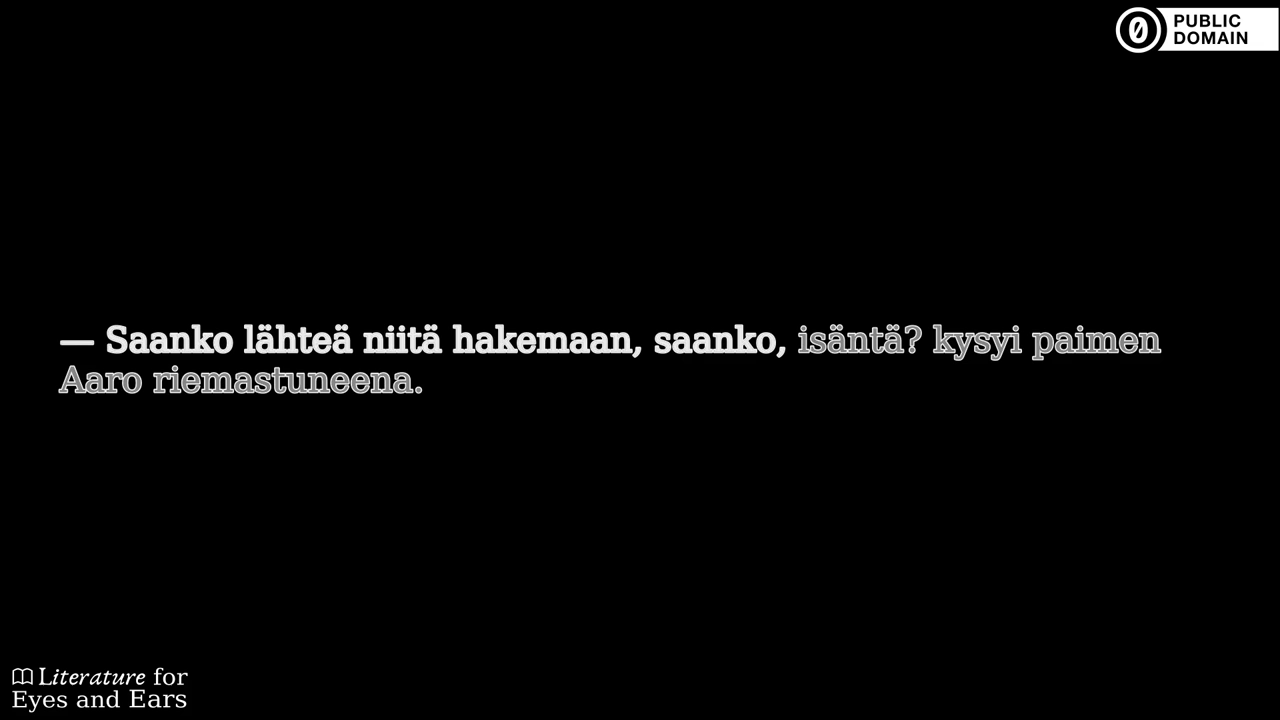 PUBLIC
DOMAIN
— Saanko lähteä niitä hakemaan, saanko, isäntä? kysyi paimen
Aaro riemastuneena.
Literature for
Eyes and Ears